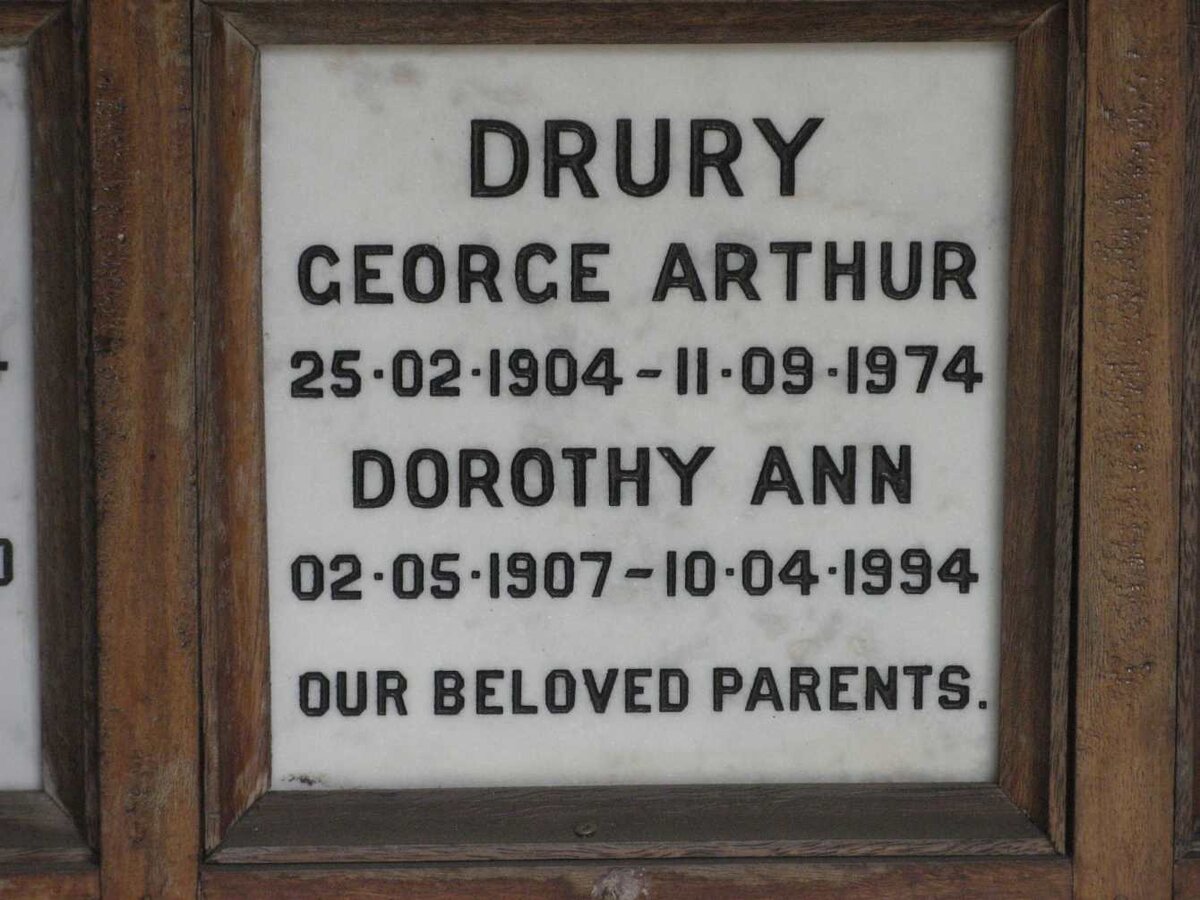 DRURY
GEORGE ARTHUR
25·02·1904 - 11·09·1974
DOROTHY ANN
02·05·1907 - 10·04·1994
OUR BELOVED PARENTS.